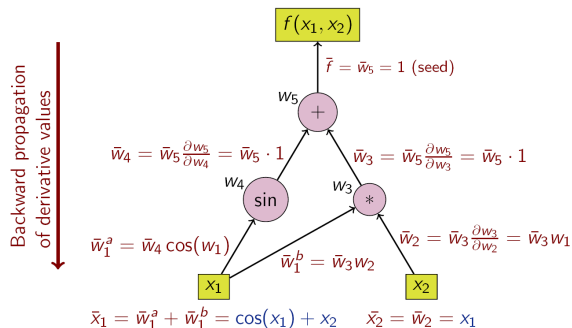 f(x₁, x₂)
f̄ = w̄₅ = 1 (seed)
w₅
+
w̄₄ = w̄₅ ∂w₅/∂w₄ = w̄₅ · 1
w̄₃ = w̄₅ ∂w₅/∂w₃ = w̄₅ · 1
w₄
sin
w₃
*
w̄₁ᵃ = w̄₄ cos(w₁)
w̄₁ᵇ = w̄₃w₂
w̄₂ = w̄₃ ∂w₃/∂w₂ = w̄₃w₁
x₁
x₂
x̄₁ = w̄₁ᵃ + w̄₁ᵇ = cos(x₁) + x₂
x̄₂ = w̄₂ = x₁
Backward propagation
of derivative values